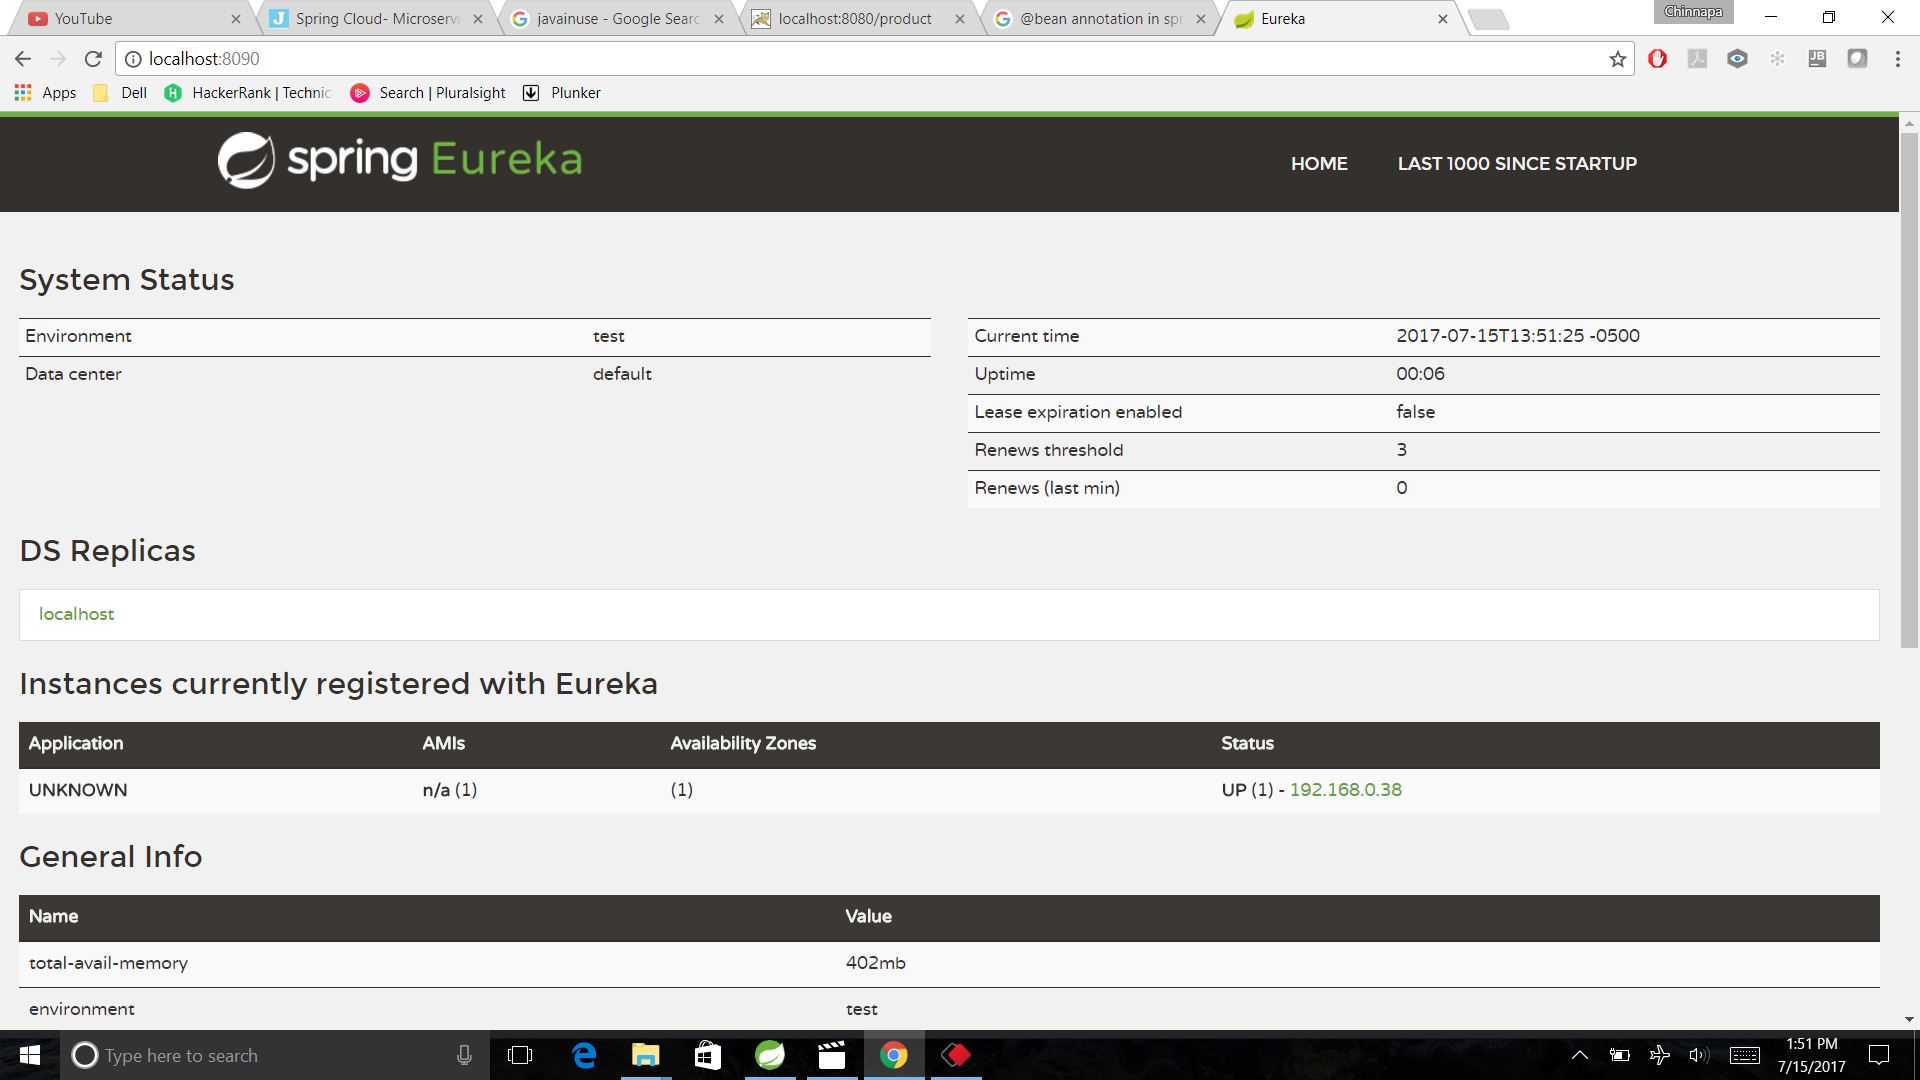 YouTube
Spring Cloud- Microservi
javainuse - Google Searc
localhost:8080/product
@bean annotation in spr
Eureka
Chinnapa
localhost:8090
Apps
Dell
HackerRank | Technic
Search | Pluralsight
Plunker
spring Eureka
HOME
LAST 1000 SINCE STARTUP
System Status
Environment test
Data center default
Current time 2017-07-15T13:51:25 -0500
Uptime 00:06
Lease expiration enabled false
Renews threshold 3
Renews (last min) 0
DS Replicas
localhost
Instances currently registered with Eureka
Application AMIs Availability Zones Status
UNKNOWN n/a (1) (1) UP (1) - 192.168.0.38
General Info
Name Value
total-avail-memory 402mb
environment test
Type here to search
1:51 PM
7/15/2017